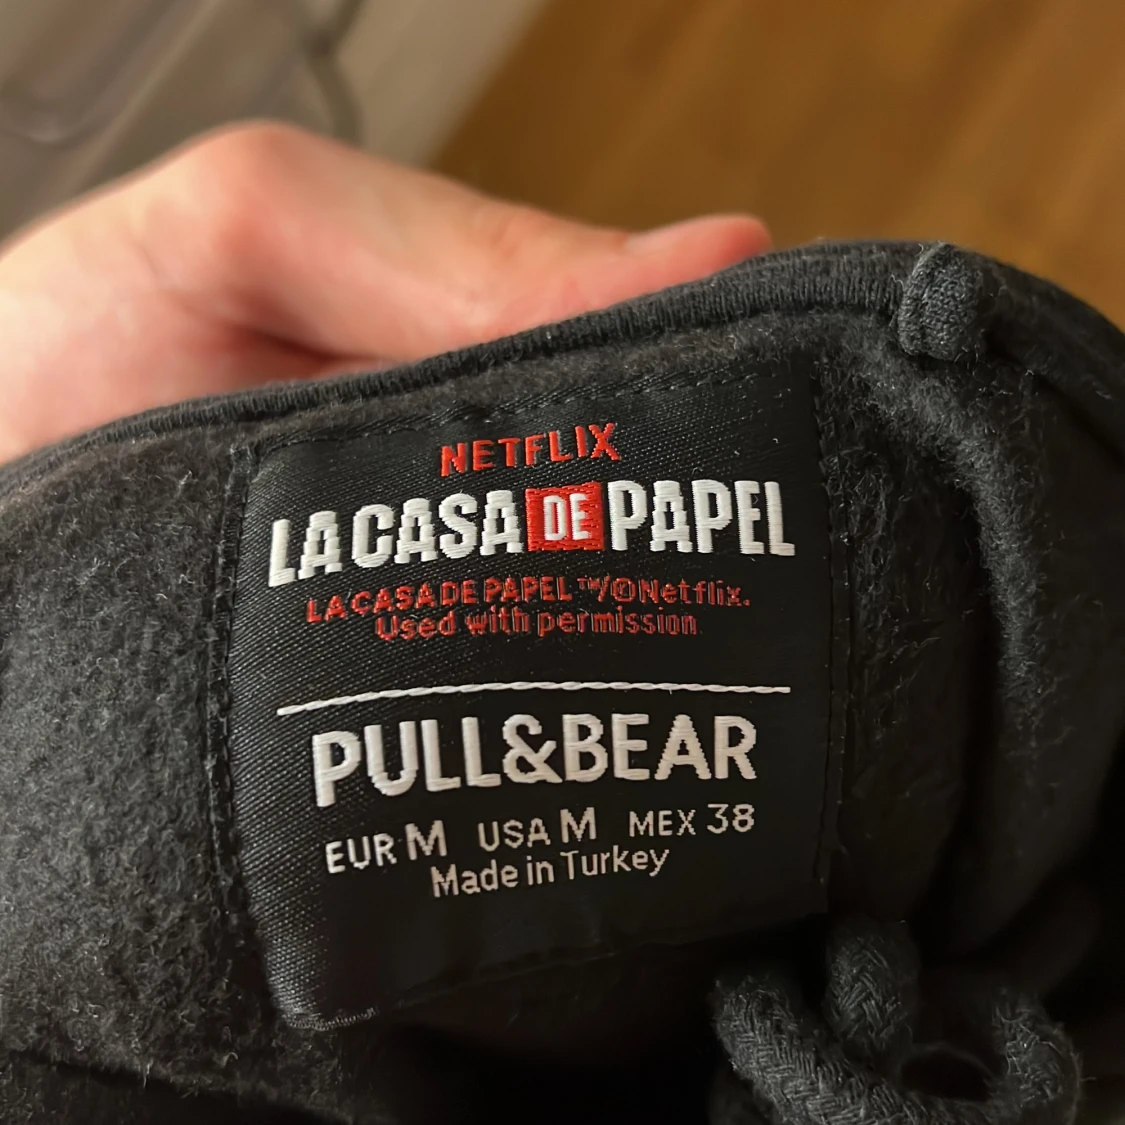 NETFLIX
LA CASA DE PAPEL
LA CASA DE PAPEL ™/© Netflix.
Used with permission
PULL&BEAR
EUR M USA M MEX 38
Made in Turkey